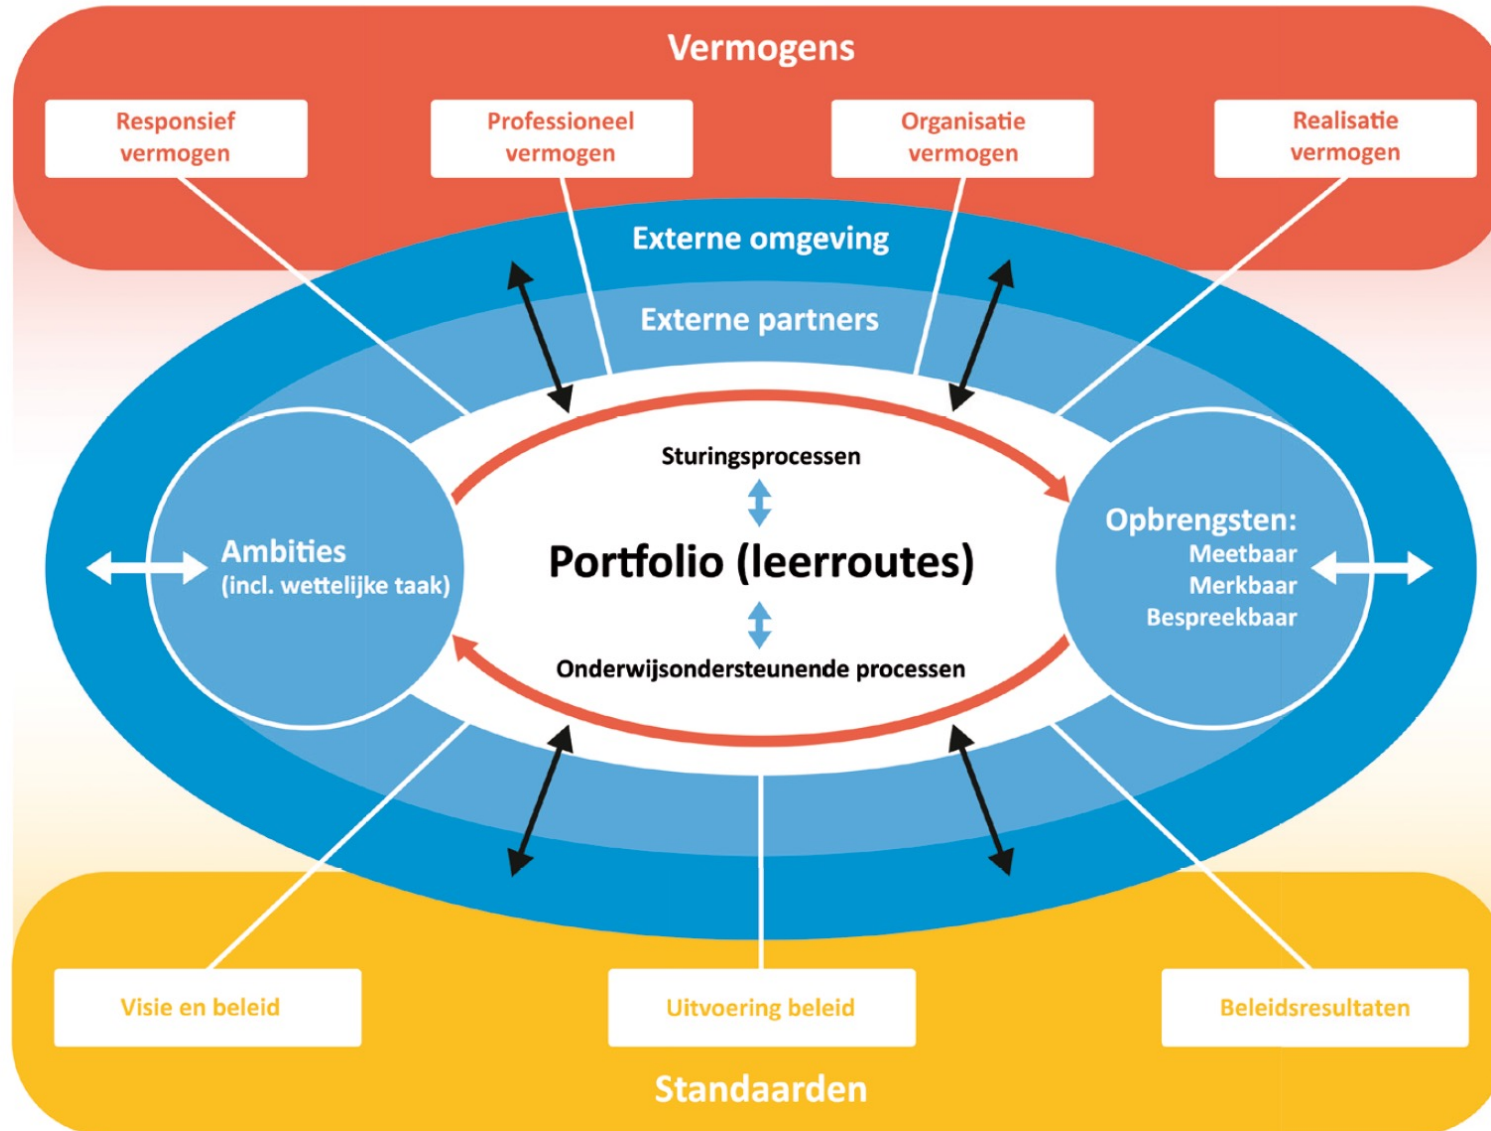 Vermogens
Responsief
vermogen
Professioneel
vermogen
Organisatie
vermogen
Realisatie
vermogen
Externe omgeving
Externe partners
Sturingsprocessen
Ambities
(incl. wettelijke taak)
Portfolio (leerroutes)
Opbrengsten:
Meetbaar
Merkbaar
Bespreekbaar
Onderwijsondersteunende processen
Visie en beleid
Uitvoering beleid
Beleidsresultaten
Standaarden